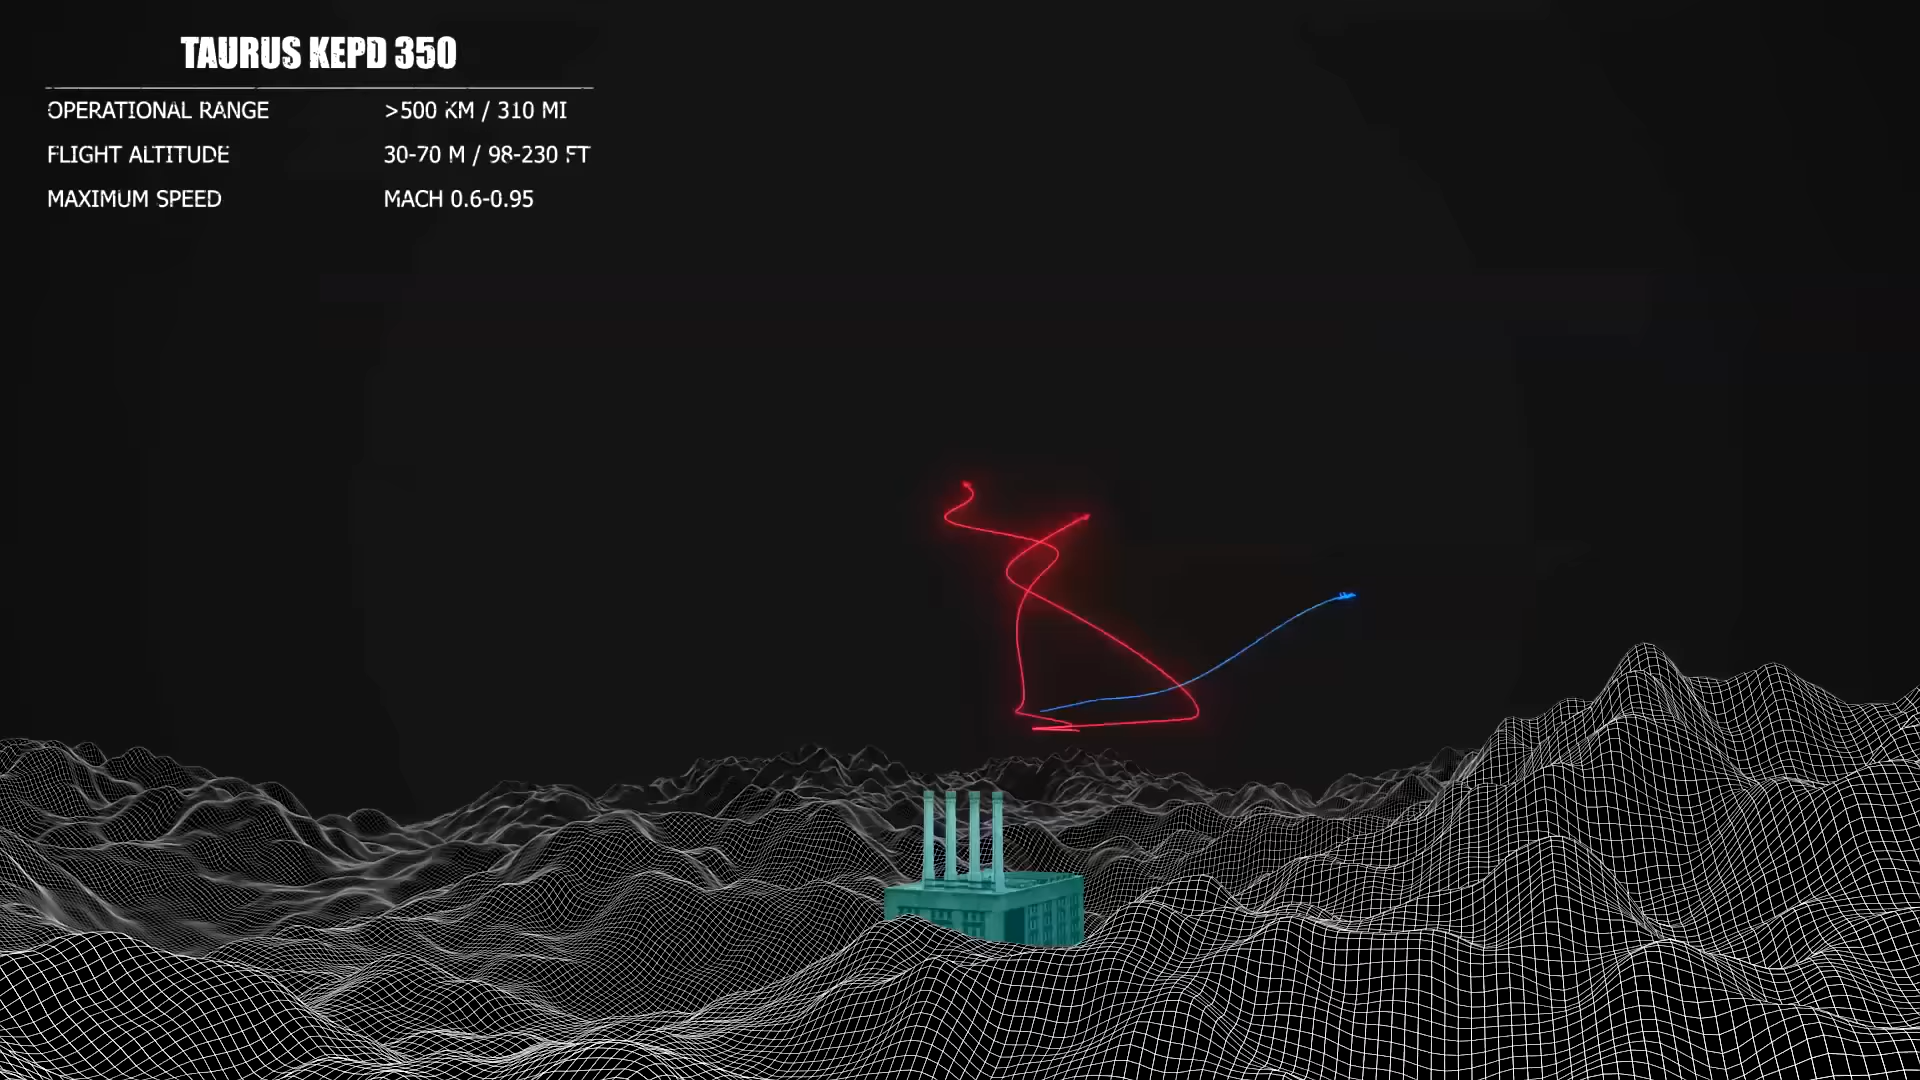 TAURUS KEPD 350
OPERATIONAL RANGE >500 KM / 310 MI
FLIGHT ALTITUDE 30-70 M / 98-230 FT
MAXIMUM SPEED MACH 0.6-0.95